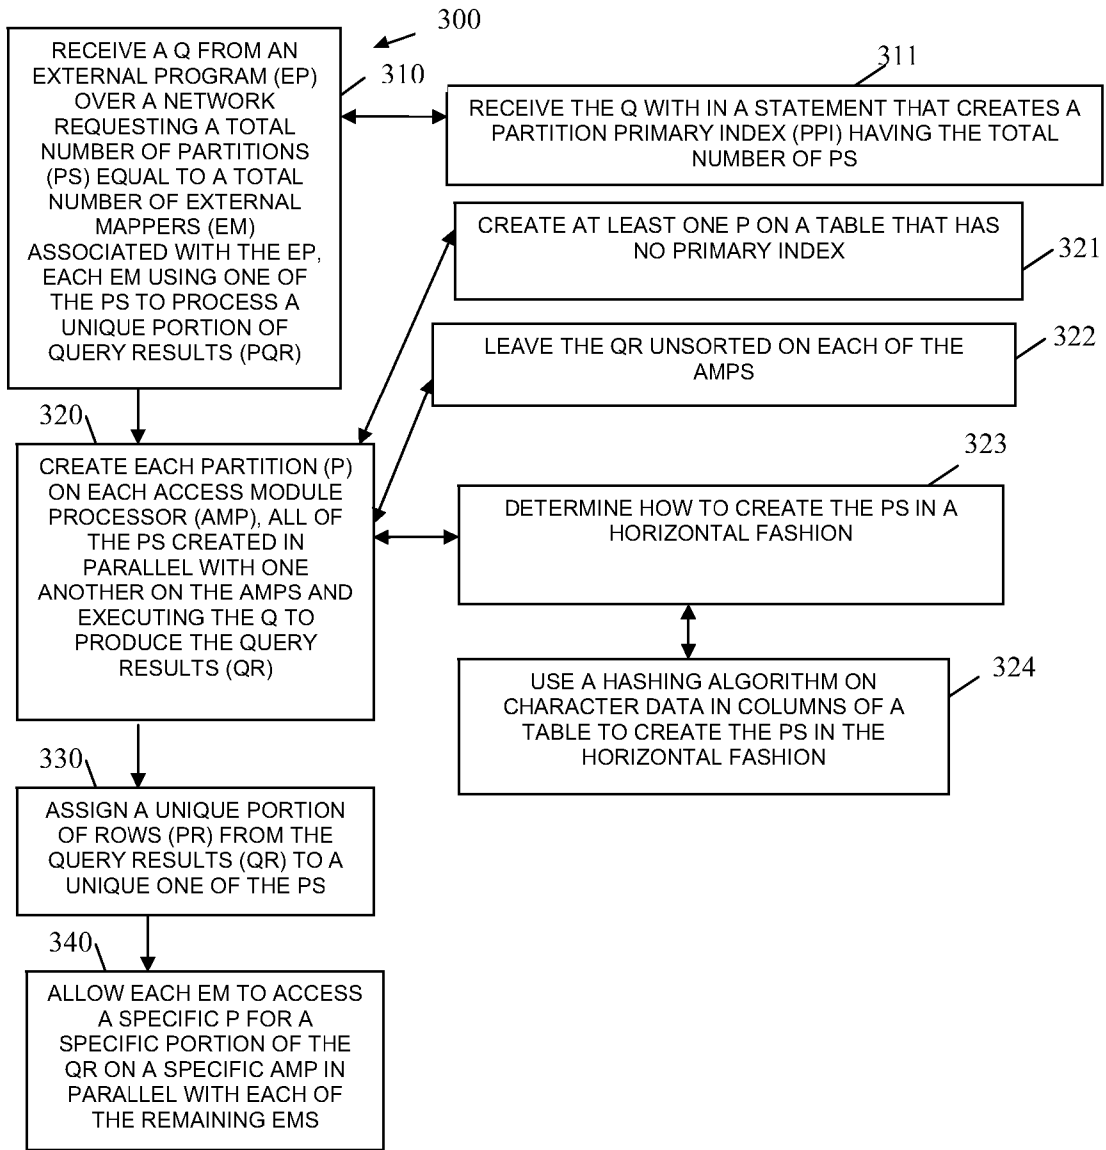 300
RECEIVE A Q FROM AN
EXTERNAL PROGRAM (EP)
OVER A NETWORK
REQUESTING A TOTAL
NUMBER OF PARTITIONS
(PS) EQUAL TO A TOTAL
NUMBER OF EXTERNAL
MAPPERS (EM)
ASSOCIATED WITH THE EP,
EACH EM USING ONE OF
THE PS TO PROCESS A
UNIQUE PORTION OF
QUERY RESULTS (PQR)
310
311
RECEIVE THE Q WITH IN A STATEMENT THAT CREATES A
PARTITION PRIMARY INDEX (PPI) HAVING THE TOTAL
NUMBER OF PS
CREATE AT LEAST ONE P ON A TABLE THAT HAS
NO PRIMARY INDEX
321
LEAVE THE QR UNSORTED ON EACH OF THE
AMPS
322
320
CREATE EACH PARTITION (P)
ON EACH ACCESS MODULE
PROCESSOR (AMP), ALL OF
THE PS CREATED IN
PARALLEL WITH ONE
ANOTHER ON THE AMPS AND
EXECUTING THE Q TO
PRODUCE THE QUERY
RESULTS (QR)
323
DETERMINE HOW TO CREATE THE PS IN A
HORIZONTAL FASHION
324
USE A HASHING ALGORITHM ON
CHARACTER DATA IN COLUMNS OF A
TABLE TO CREATE THE PS IN THE
HORIZONTAL FASHION
330
ASSIGN A UNIQUE PORTION
OF ROWS (PR) FROM THE
QUERY RESULTS (QR) TO A
UNIQUE ONE OF THE PS
340
ALLOW EACH EM TO ACCESS
A SPECIFIC P FOR A
SPECIFIC PORTION OF THE
QR ON A SPECIFIC AMP IN
PARALLEL WITH EACH OF
THE REMAINING EMS